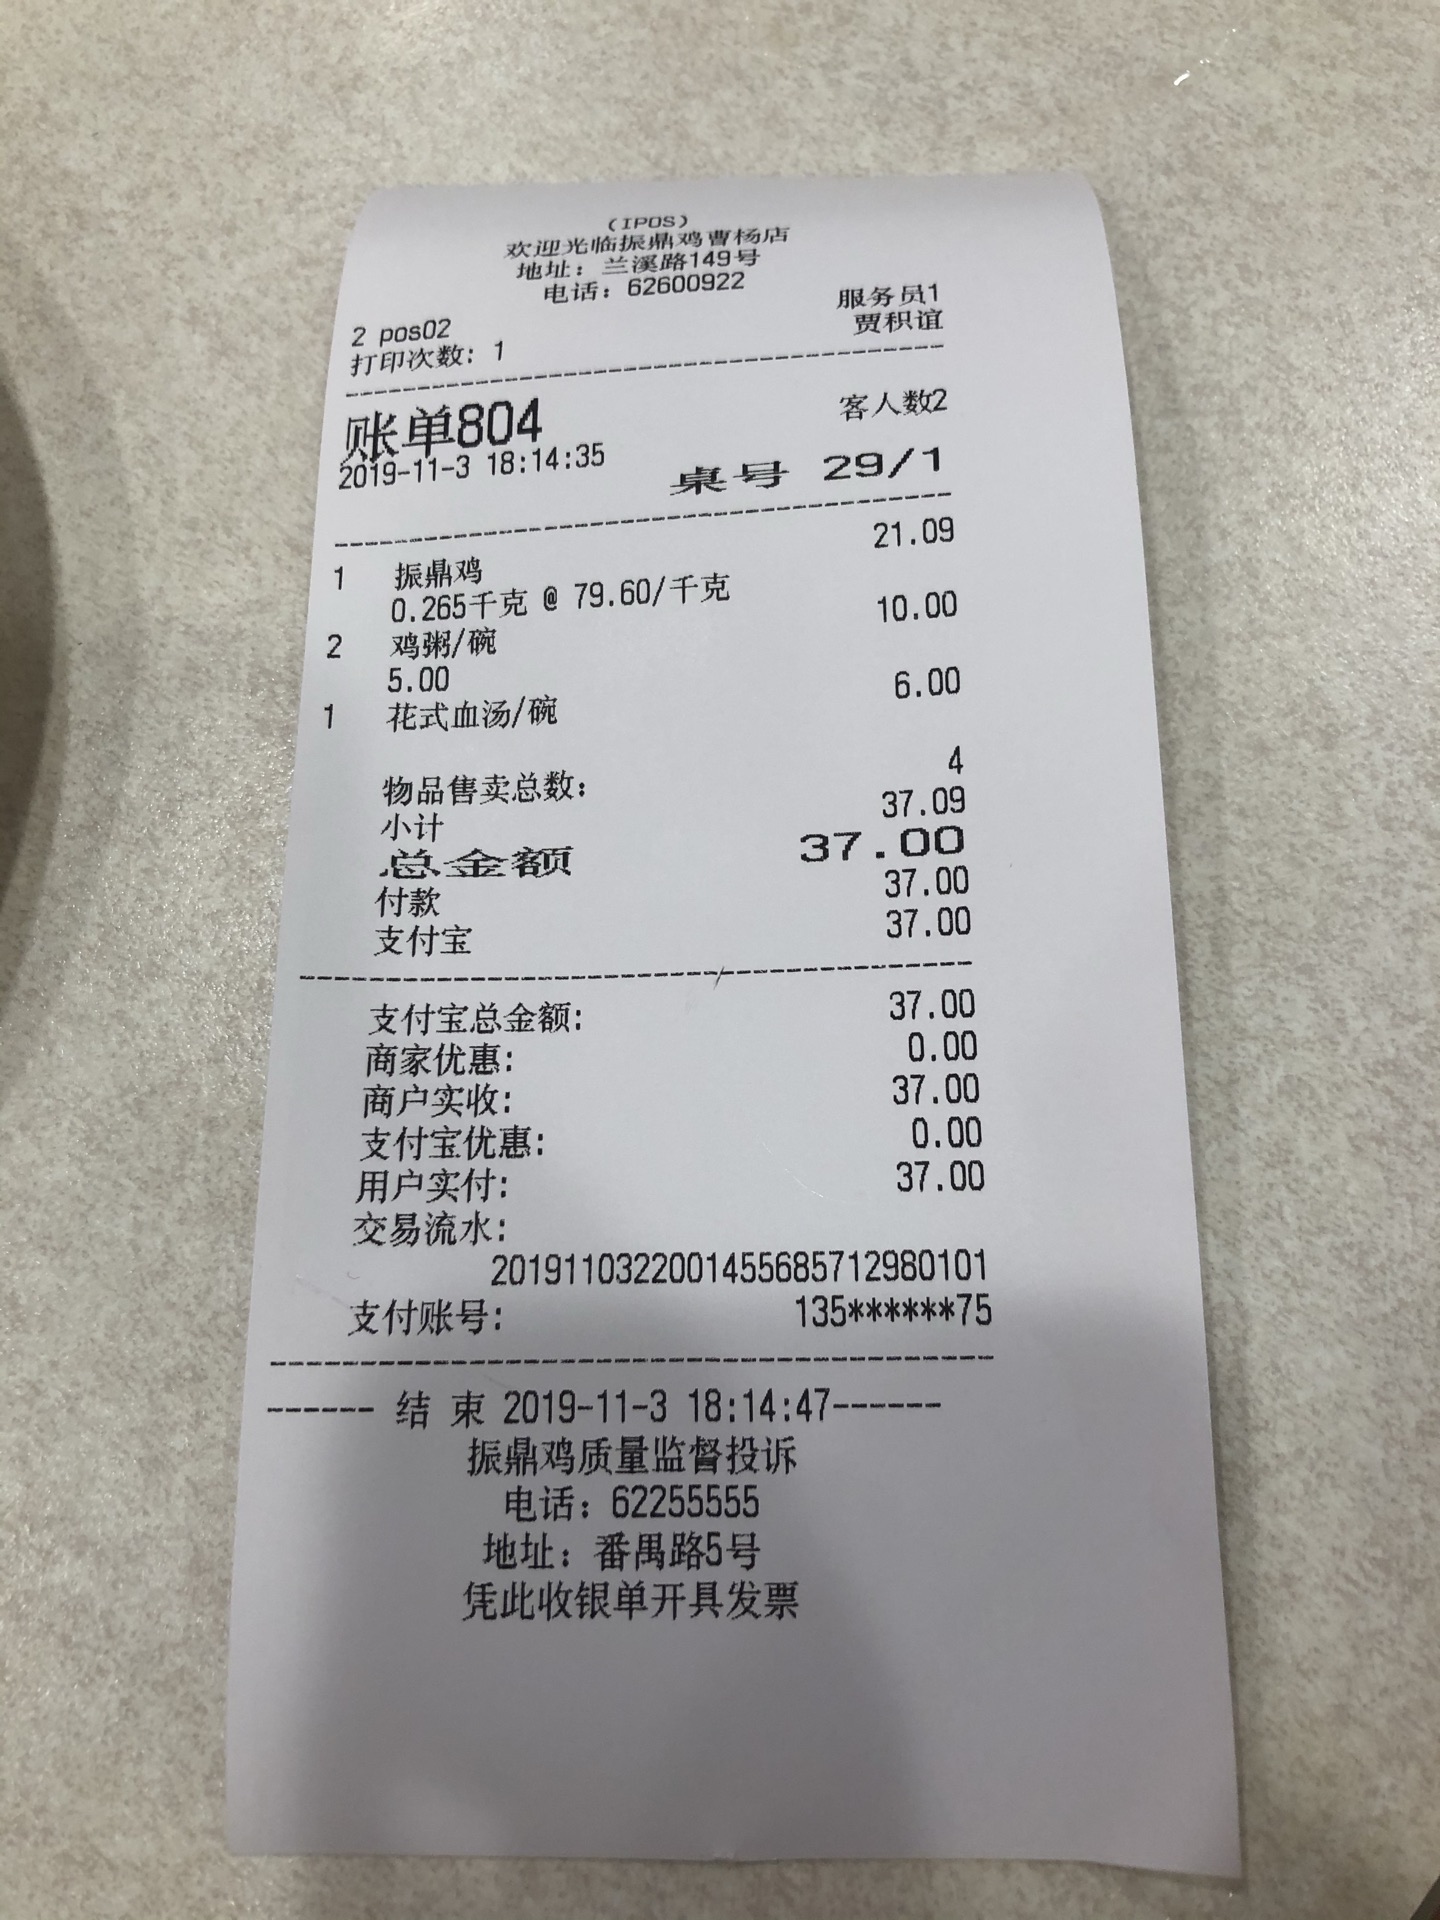 (IPOS)
欢迎光临振鼎鸡曹杨店
地址：兰溪路149号
电话：62600922
2 pos02 服务员1
打印次数：1 贾积谊
账单804 客人数2
2019-11-3 18:14:35 桌号 29/1
1 振鼎鸡 21.09
0.265千克 @ 79.60/千克
2 鸡粥/碗 10.00
5.00
1 花式血汤/碗 6.00
物品售卖总数： 4
小计 37.09
总金额 37.00
付款 37.00
支付宝 37.00
支付宝总金额: 37.00
商家优惠: 0.00
商户实收: 37.00
支付宝优惠: 0.00
用户实付: 37.00
交易流水:
2019110322001455685712980101
支付账号: 135******75
------ 结 束 2019-11-3 18:14:47------
振鼎鸡质量监督投诉
电话：62255555
地址：番禺路5号
凭此收银单开具发票